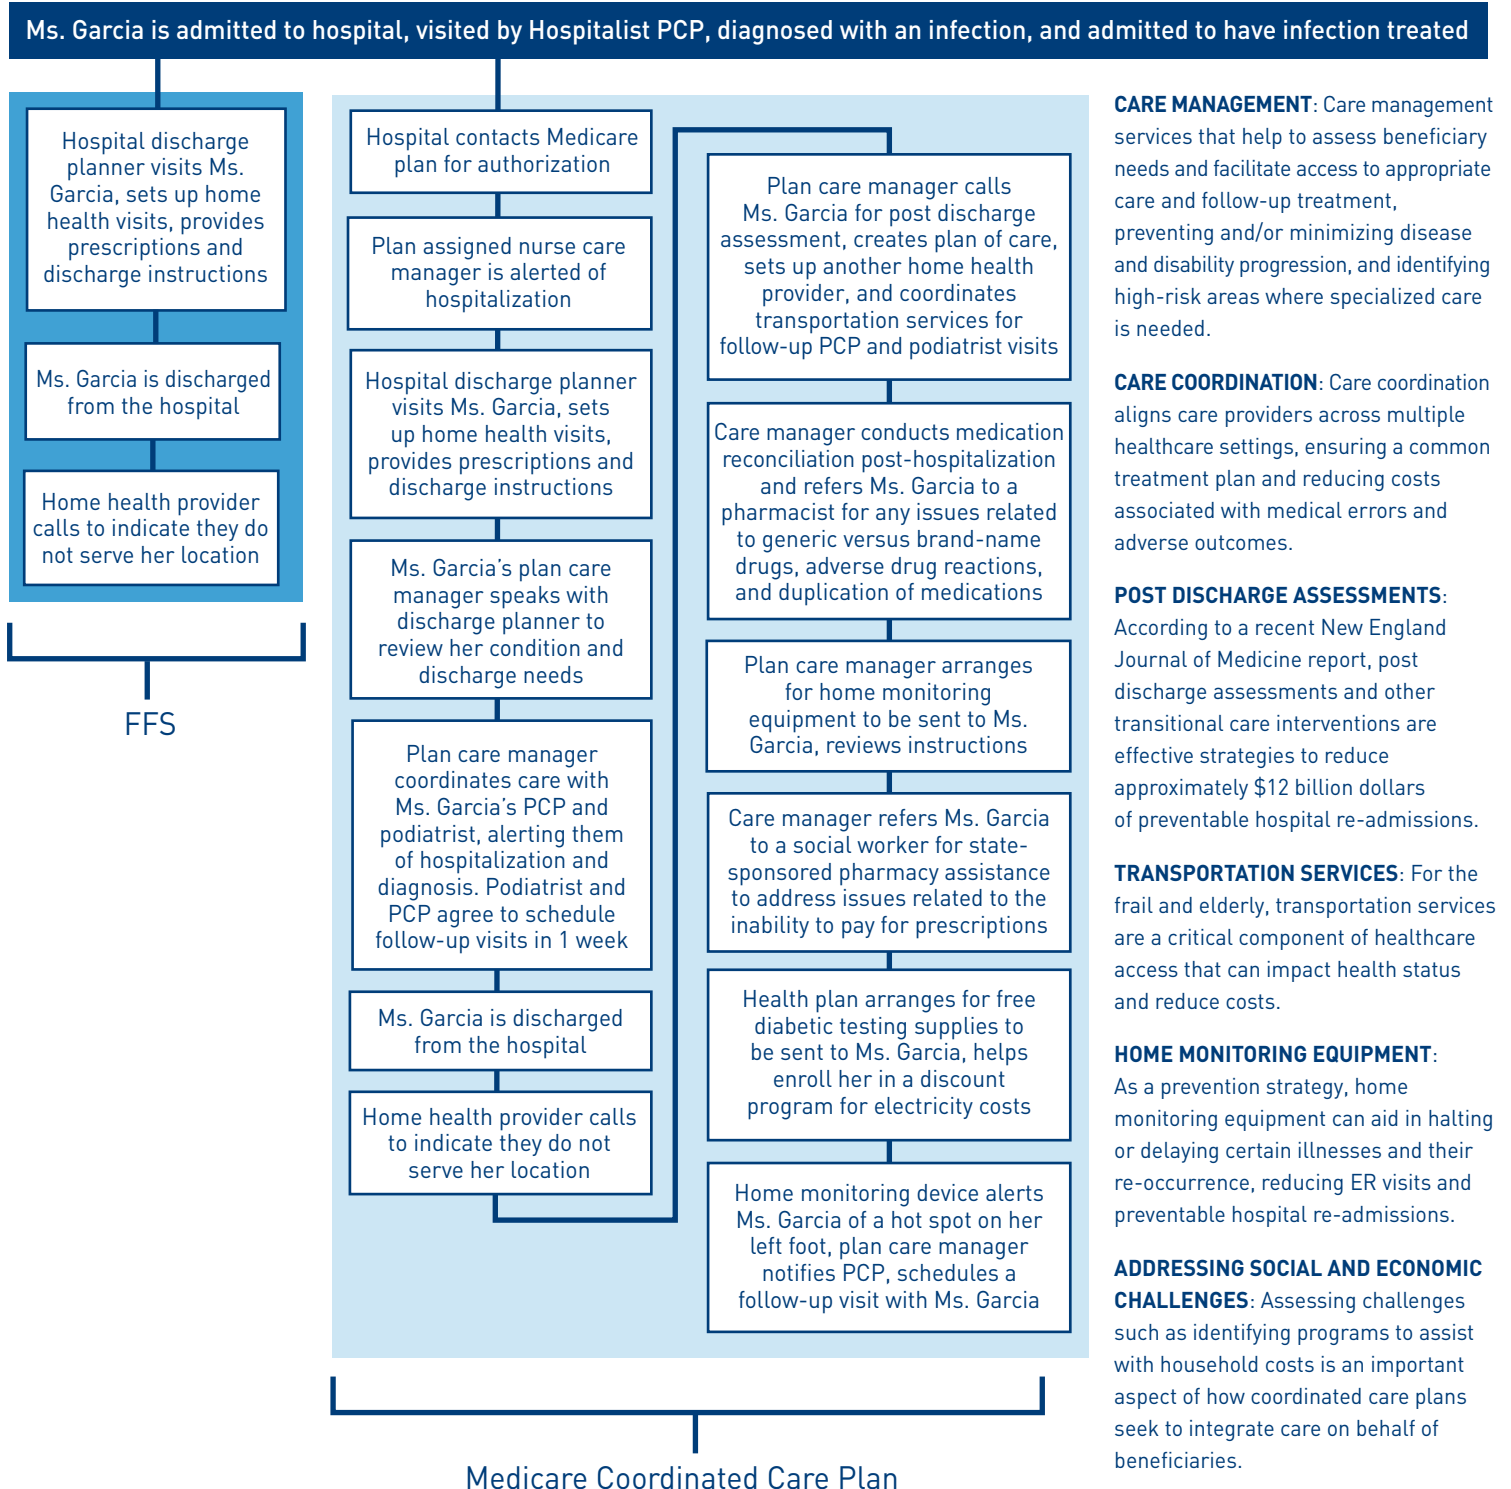 Ms. Garcia is admitted to hospital, visited by Hospitalist PCP, diagnosed with an infection, and admitted to have infection treated
Hospital discharge
planner visits Ms.
Garcia, sets up home
health visits, provides
prescriptions and
discharge instructions
Ms. Garcia is discharged
from the hospital
Home health provider
calls to indicate they do
not serve her location
FFS
Hospital contacts Medicare
plan for authorization
Plan assigned nurse care
manager is alerted of
hospitalization
Hospital discharge planner
visits Ms. Garcia, sets
up home health visits,
provides prescriptions and
discharge instructions
Ms. Garcia’s plan care
manager speaks with
discharge planner to
review her condition and
discharge needs
Plan care manager
coordinates care with
Ms. Garcia’s PCP and
podiatrist, alerting them
of hospitalization and
diagnosis. Podiatrist and
PCP agree to schedule
follow-up visits in 1 week
Ms. Garcia is discharged
from the hospital
Home health provider calls
to indicate they do not
serve her location
Plan care manager calls
Ms. Garcia for post discharge
assessment, creates plan of care,
sets up another home health
provider, and coordinates
transportation services for
follow-up PCP and podiatrist visits
Care manager conducts medication
reconciliation post-hospitalization
and refers Ms. Garcia to a
pharmacist for any issues related
to generic versus brand-name
drugs, adverse drug reactions,
and duplication of medications
Plan care manager arranges
for home monitoring
equipment to be sent to Ms.
Garcia, reviews instructions
Care manager refers Ms. Garcia
to a social worker for state-
sponsored pharmacy assistance
to address issues related to the
inability to pay for prescriptions
Health plan arranges for free
diabetic testing supplies to
be sent to Ms. Garcia, helps
enroll her in a discount
program for electricity costs
Home monitoring device alerts
Ms. Garcia of a hot spot on her
left foot, plan care manager
notifies PCP, schedules a
follow-up visit with Ms. Garcia
Medicare Coordinated Care Plan
CARE MANAGEMENT: Care management
services that help to assess beneficiary
needs and facilitate access to appropriate
care and follow-up treatment,
preventing and/or minimizing disease
and disability progression, and identifying
high-risk areas where specialized care
is needed.
CARE COORDINATION: Care coordination
aligns care providers across multiple
healthcare settings, ensuring a common
treatment plan and reducing costs
associated with medical errors and
adverse outcomes.
POST DISCHARGE ASSESSMENTS:
According to a recent New England
Journal of Medicine report, post
discharge assessments and other
transitional care interventions are
effective strategies to reduce
approximately $12 billion dollars
of preventable hospital re-admissions.
TRANSPORTATION SERVICES: For the
frail and elderly, transportation services
are a critical component of healthcare
access that can impact health status
and reduce costs.
HOME MONITORING EQUIPMENT:
As a prevention strategy, home
monitoring equipment can aid in halting
or delaying certain illnesses and their
re-occurrence, reducing ER visits and
preventable hospital re-admissions.
ADDRESSING SOCIAL AND ECONOMIC
CHALLENGES: Assessing challenges
such as identifying programs to assist
with household costs is an important
aspect of how coordinated care plans
seek to integrate care on behalf of
beneficiaries.